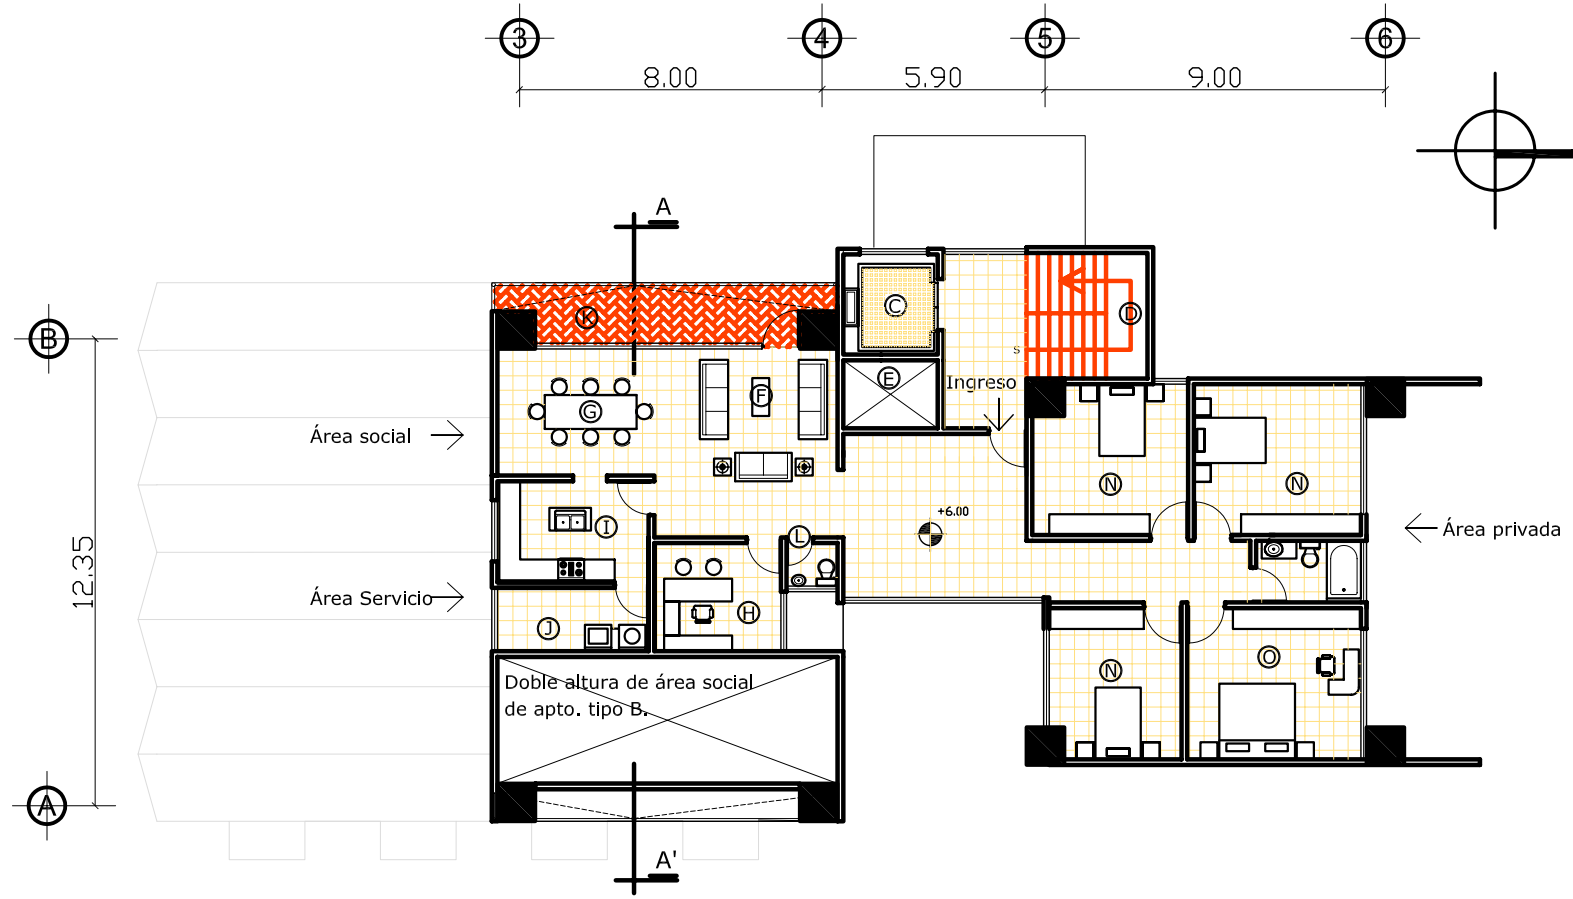 3 4 5 6
8.00 5.90 9.00
A
B
K
C
D
S
E
Ingreso
F
G
Área social
N
N
Área privada
+6.00
I
L
12.35
Área Servicio
H
J
N
O
Doble altura de área social
de apto. tipo B.
A
A'